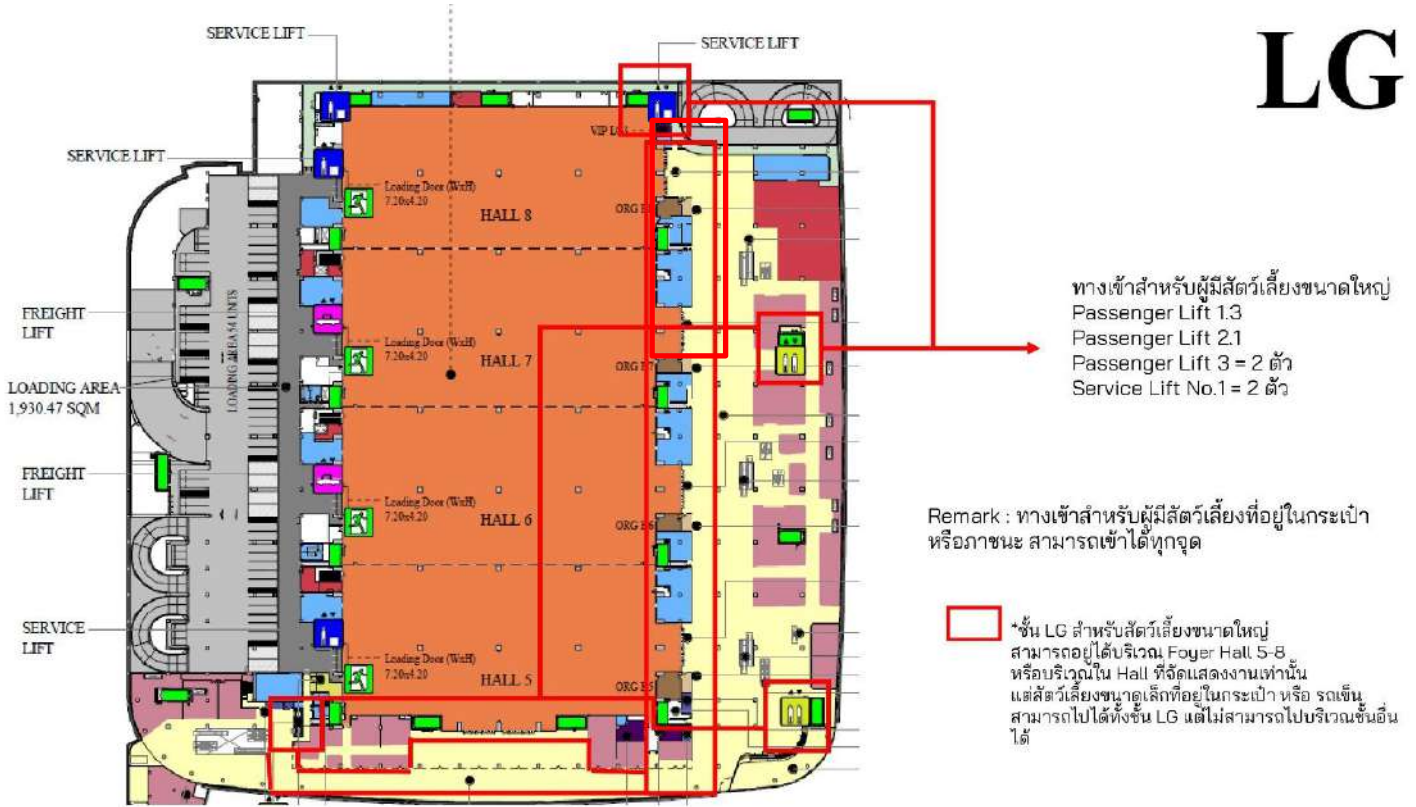 LG
SERVICE LIFT
SERVICE LIFT
VIP LG
SERVICE LIFT
Loading Door (WxH)
7.20x4.20
HALL 8
ORG
FREIGHT
LIFT
LOADING AREA 54 UNITS
Loading Door (WxH)
7.20x4.20
HALL 7
ORG
LOADING AREA
1,930.47 SQM
FREIGHT
LIFT
Loading Door (WxH)
7.20x4.20
HALL 6
ORG
SERVICE
LIFT
Loading Door (WxH)
7.20x4.20
HALL 5
ORG
ทางเข้าสำหรับผู้มีสัตว์เลี้ยงขนาดใหญ่
Passenger Lift 1.3
Passenger Lift 2.1
Passenger Lift 3 = 2 ตัว
Service Lift No.1 = 2 ตัว
Remark : ทางเข้าสำหรับผู้มีสัตว์เลี้ยงที่อยู่ในกระเป๋า
หรือภาชนะ สามารถเข้าได้ทุกจุด
*ชั้น LG สำหรับสัตว์เลี้ยงขนาดใหญ่
สามารถอยู่ได้บริเวณ Foyer Hall 5-8
หรือบริเวณใน Hall ที่จัดแสดงงานเท่านั้น
แต่สัตว์เลี้ยงขนาดเล็กที่อยู่ในกระเป๋า หรือ รถเข็น
สามารถไปได้ทั้งชั้น LG แต่ไม่สามารถไปบริเวณชั้นอื่น
ได้